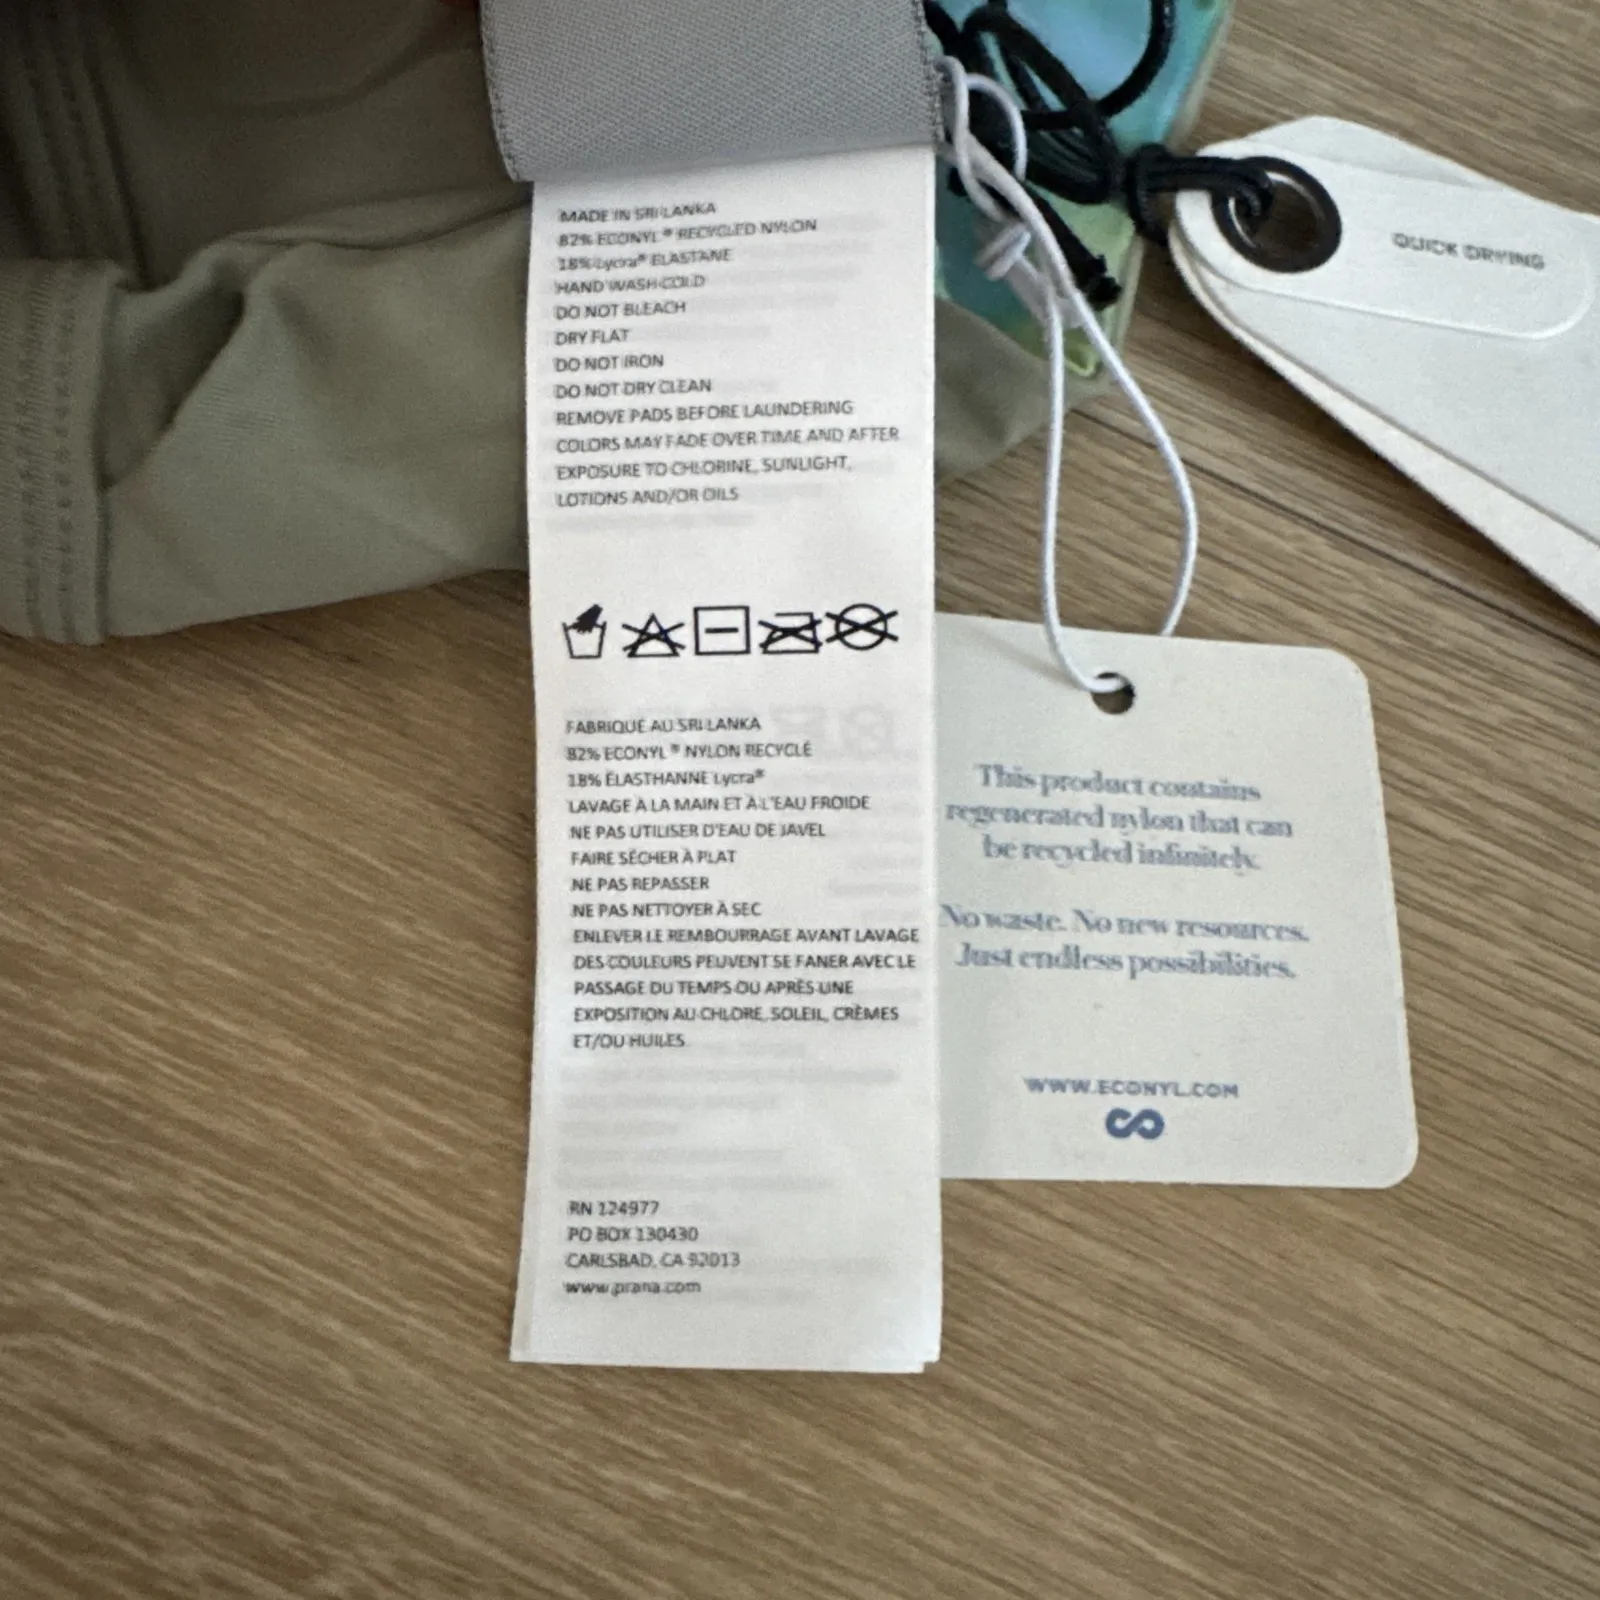 MADE IN SRI LANKA
82% ECONYL® RECYCLED NYLON
18% Lycra® ELASTANE
HAND WASH COLD
DO NOT BLEACH
DRY FLAT
DO NOT IRON
DO NOT DRY CLEAN
REMOVE PADS BEFORE LAUNDERING
COLORS MAY FADE OVER TIME AND AFTER
EXPOSURE TO CHLORINE, SUNLIGHT,
LOTIONS AND/OR OILS
FABRIQUÉ AU SRI LANKA
82% ECONYL® NYLON RECYCLÉ
18% ÉLASTHANNE Lycra®
LAVAGE À LA MAIN ET À L'EAU FROIDE
NE PAS UTILISER D'EAU DE JAVEL
FAIRE SÉCHER À PLAT
NE PAS REPASSER
NE PAS NETTOYER À SEC
ENLEVER LE REMBOURRAGE AVANT LAVAGE
DES COULEURS PEUVENT SE FANER AVEC LE
PASSAGE DU TEMPS OU APRÈS UNE
EXPOSITION AU CHLORE, SOLEIL, CRÈMES
ET/OU HUILES
RN 124977
PO BOX 130430
CARLSBAD, CA 92013
www.prana.com
QUICK DRYING
This product contains
regenerated nylon that can
be recycled infinitely.
No waste. No new resources.
Just endless possibilities.
WWW.ECONYL.COM